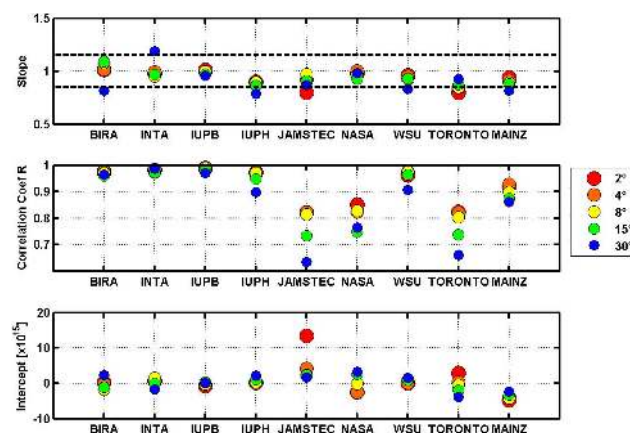 1.5
1
0.5
Slope
BIRA INTA IUPB IUPH JAMSTEC NASA WSU TORONTO MAINZ
1
0.9
0.8
0.7
Correlation Coef R
BIRA INTA IUPB IUPH JAMSTEC NASA WSU TORONTO MAINZ
2°
4°
8°
15°
30°
20
10
0
-10
Intercept [x10^15]
BIRA INTA IUPB IUPH JAMSTEC NASA WSU TORONTO MAINZ